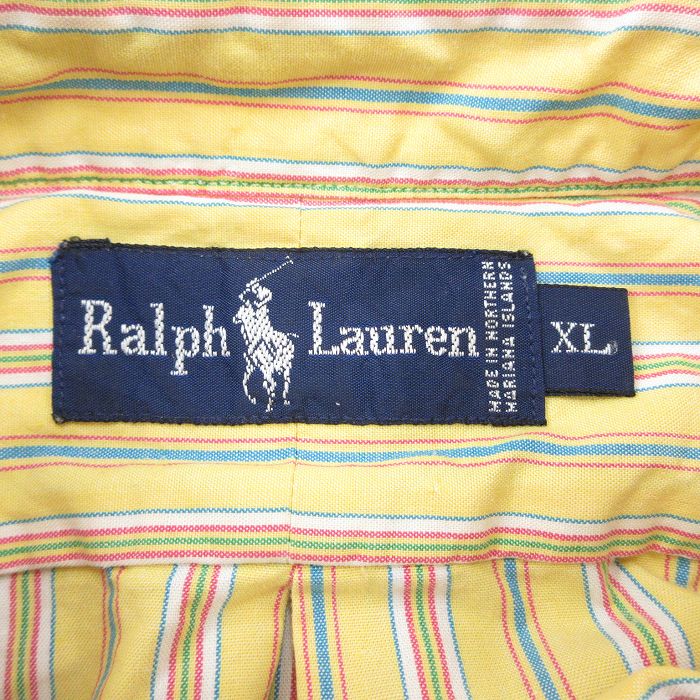 Ralph Lauren
MADE IN NORTHERN
MARIANA ISLANDS
XL